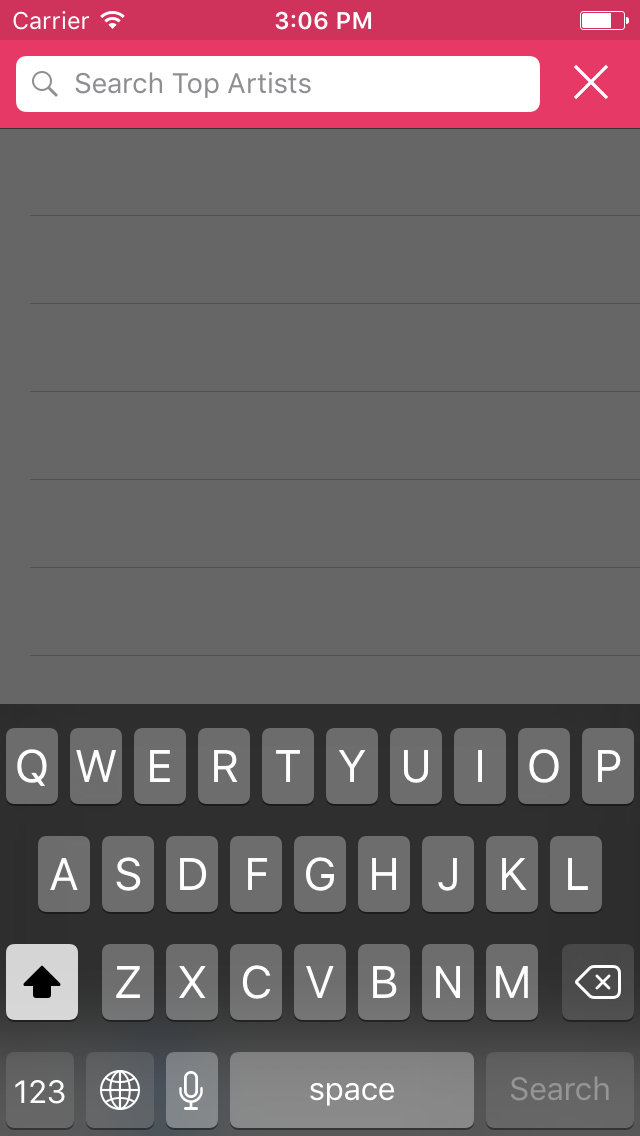 Carrier 3:06 PM
Search Top Artists
Q W E R T Y U I O P
A S D F G H J K L
Z X C V B N M
123 space Search